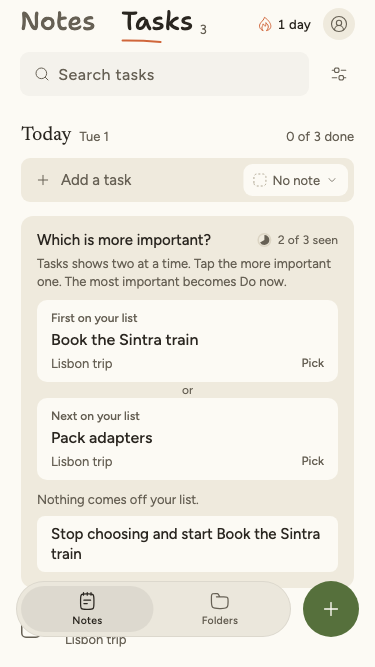 Notes
Tasks 3
1 day
Search tasks
Today Tue 1
0 of 3 done
Add a task
No note
Which is more important?
2 of 3 seen
Tasks shows two at a time. Tap the more important
one. The most important becomes Do now.
First on your list
Book the Sintra train
Lisbon trip
Pick
or
Next on your list
Pack adapters
Lisbon trip
Pick
Nothing comes off your list.
Stop choosing and start Book the Sintra
train
Notes
Folders
Lisbon trip